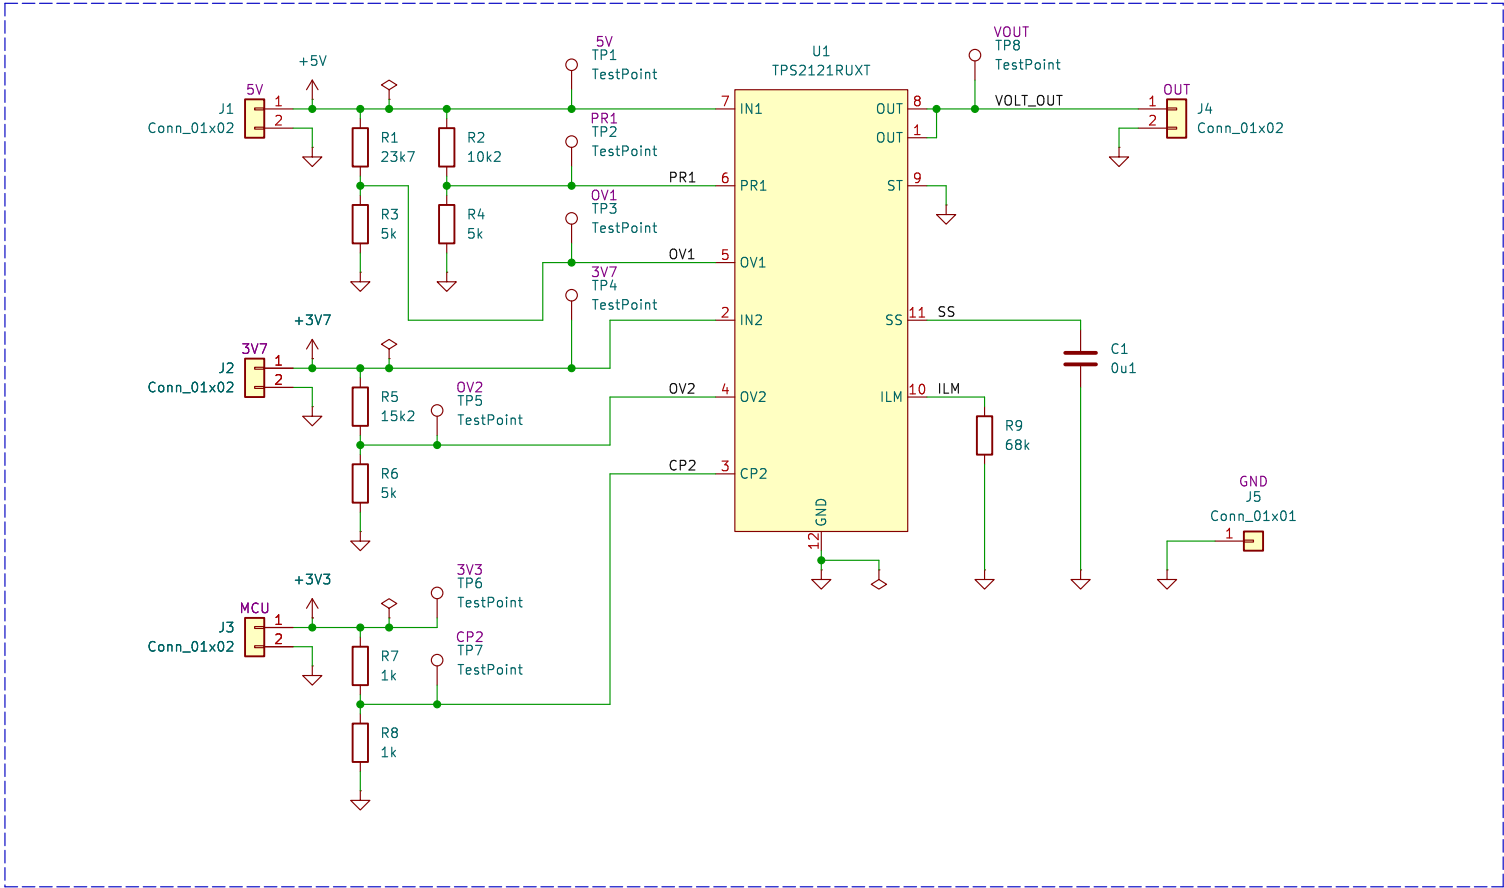 +5V
5V
J1
Conn_01x02
1
2
R1
23k7
R2
10k2
R3
5k
R4
5k
5V
TP1
TestPoint
PR1
TP2
TestPoint
PR1
OV1
TP3
TestPoint
OV1
3V7
TP4
TestPoint
+3V7
3V7
J2
Conn_01x02
1
2
R5
15k2
R6
5k
OV2
TP5
TestPoint
OV2
CP2
+3V3
MCU
J3
Conn_01x02
1
2
R7
1k
R8
1k
3V3
TP6
TestPoint
CP2
TP7
TestPoint
U1
TPS2121RUXT
7 IN1
6 PR1
5 OV1
2 IN2
4 OV2
3 CP2
OUT 8
OUT 1
ST 9
SS 11
ILM 10
GND
12
VOUT
TP8
TestPoint
VOLT_OUT
OUT
1
2
J4
Conn_01x02
SS
C1
0u1
ILM
R9
68k
GND
J5
Conn_01x01
1